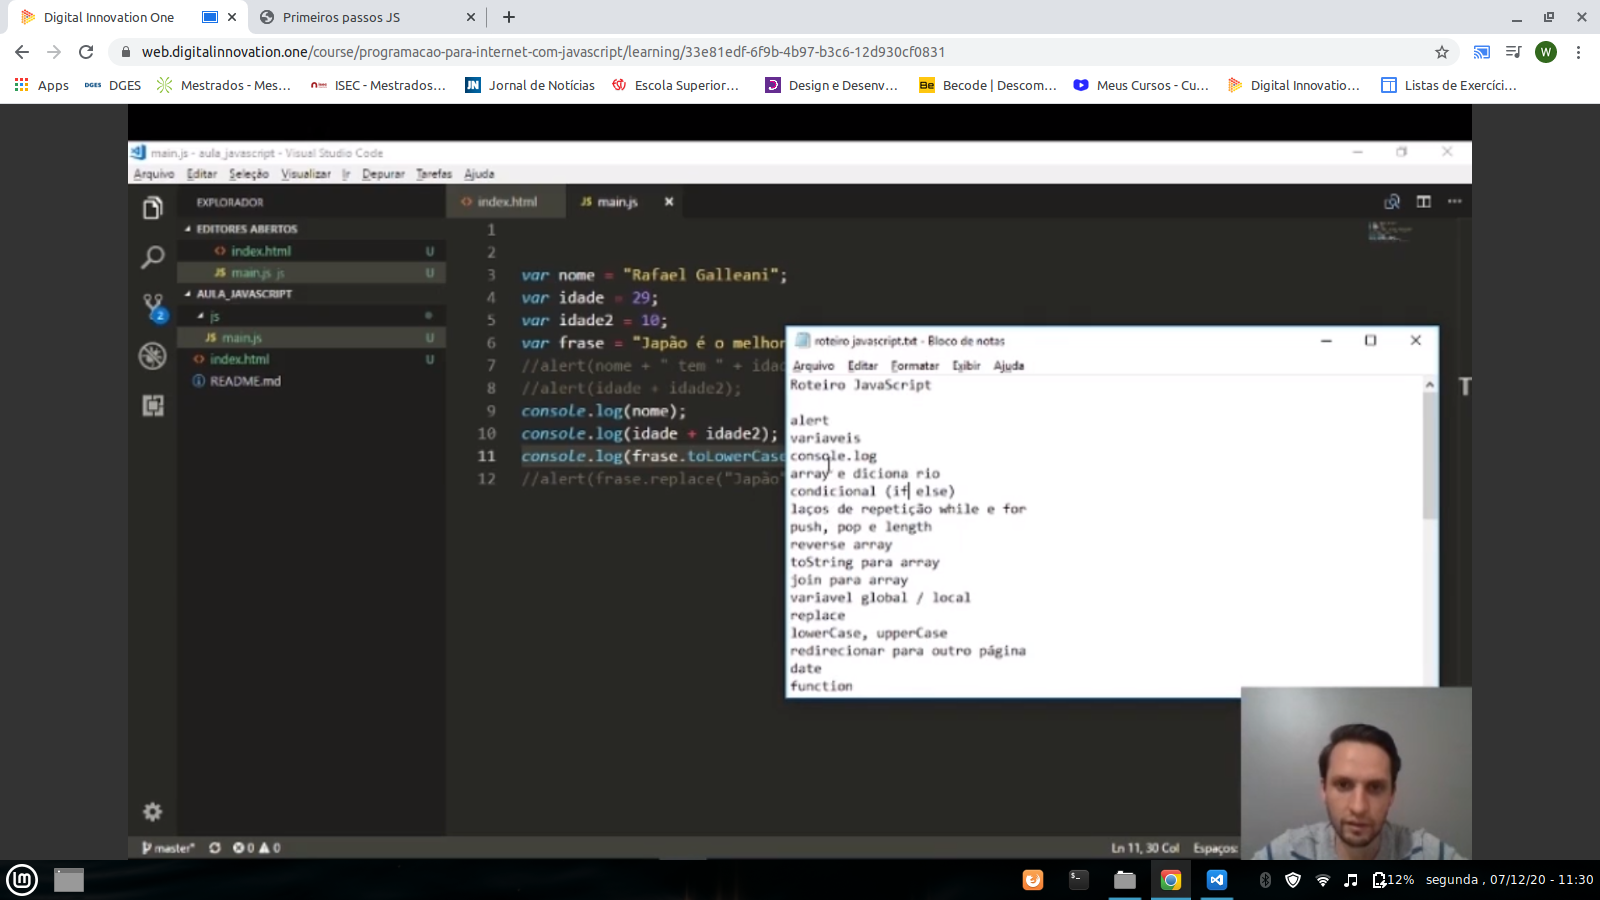 Digital Innovation One
Primeiros passos JS
web.digitalinnovation.one/course/programacao-para-internet-com-javascript/learning/33e81edf-6f9b-4b97-b3c6-12d930cf0831
W
Apps
DGES DGES
Mestrados - Mes...
ISEC - Mestrados...
JN Jornal de Notícias
Escola Superior...
Design e Desenv...
Be Becode | Descom...
Meus Cursos - Cu...
Digital Innovatio...
Listas de Exercíci...
main.js - aula_javascript - Visual Studio Code
Arquivo Editar Seleção Visualizar Ir Depurar Tarefas Ajuda
EXPLORADOR
EDITORES ABERTOS
index.html U
JS main.js js U
AULA_JAVASCRIPT
js
JS main.js U
index.html U
README.md
2
index.html
JS main.js
1
2
3 var nome = "Rafael Galleani";
4 var idade = 29;
5 var idade2 = 10;
6 var frase = "Japão é o melhor
7 //alert(nome + " tem " + idad
8 //alert(idade + idade2);
9 console.log(nome);
10 console.log(idade + idade2);
11 console.log(frase.toLowerCase
12 //alert(frase.replace("Japão"
roteiro javascript.txt - Bloco de notas
Arquivo Editar Formatar Exibir Ajuda
Roteiro JavaScript
alert
variaveis
console.log
array e diciona rio
condicional (if else)
laços de repetição while e for
push, pop e length
reverse array
toString para array
join para array
variavel global / local
replace
lowerCase, upperCase
redirecionar para outro página
date
function
T
master* 0 0
Ln 11, 30 Col
Espaços:
12% segunda , 07/12/20 - 11:30